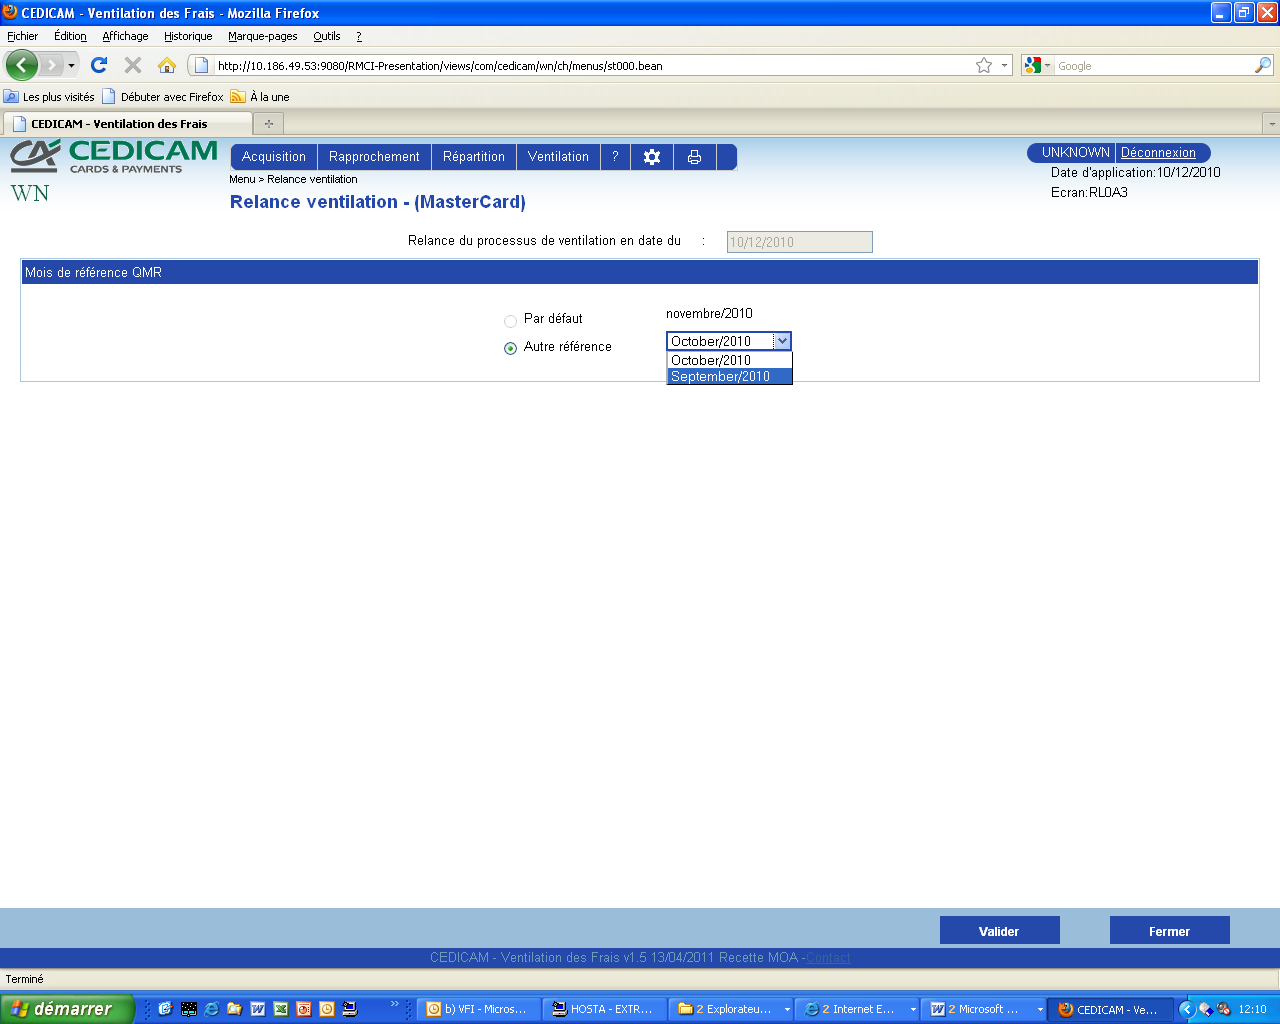 CEDICAM - Ventilation des Frais - Mozilla Firefox
Fichier Édition Affichage Historique Marque-pages Outils ?
http://10.186.49.53:9080/RMCI-Presentation/views/com/cedicam/wn/ch/menus/st000.bean
Google
Les plus visités Débuter avec Firefox À la une
CEDICAM - Ventilation des Frais
CEDICAM
CARDS & PAYMENTS
WN
Acquisition Rapprochement Répartition Ventilation ?
UNKNOWN Déconnexion
Menu > Relance ventilation
Date d'application:10/12/2010
Ecran:RL0A3
Relance ventilation - (MasterCard)
Relance du processus de ventilation en date du : 10/12/2010
Mois de référence QMR
Par défaut novembre/2010
Autre référence October/2010
October/2010
September/2010
Valider Fermer
CEDICAM - Ventilation des Frais v1.5 13/04/2011 Recette MOA -Contact
Terminé
démarrer b) VFI - Micros... HOSTA - EXTR... 2 Explorateu... 2 Internet E... 2 Microsoft ... CEDICAM - Ve... 12:10